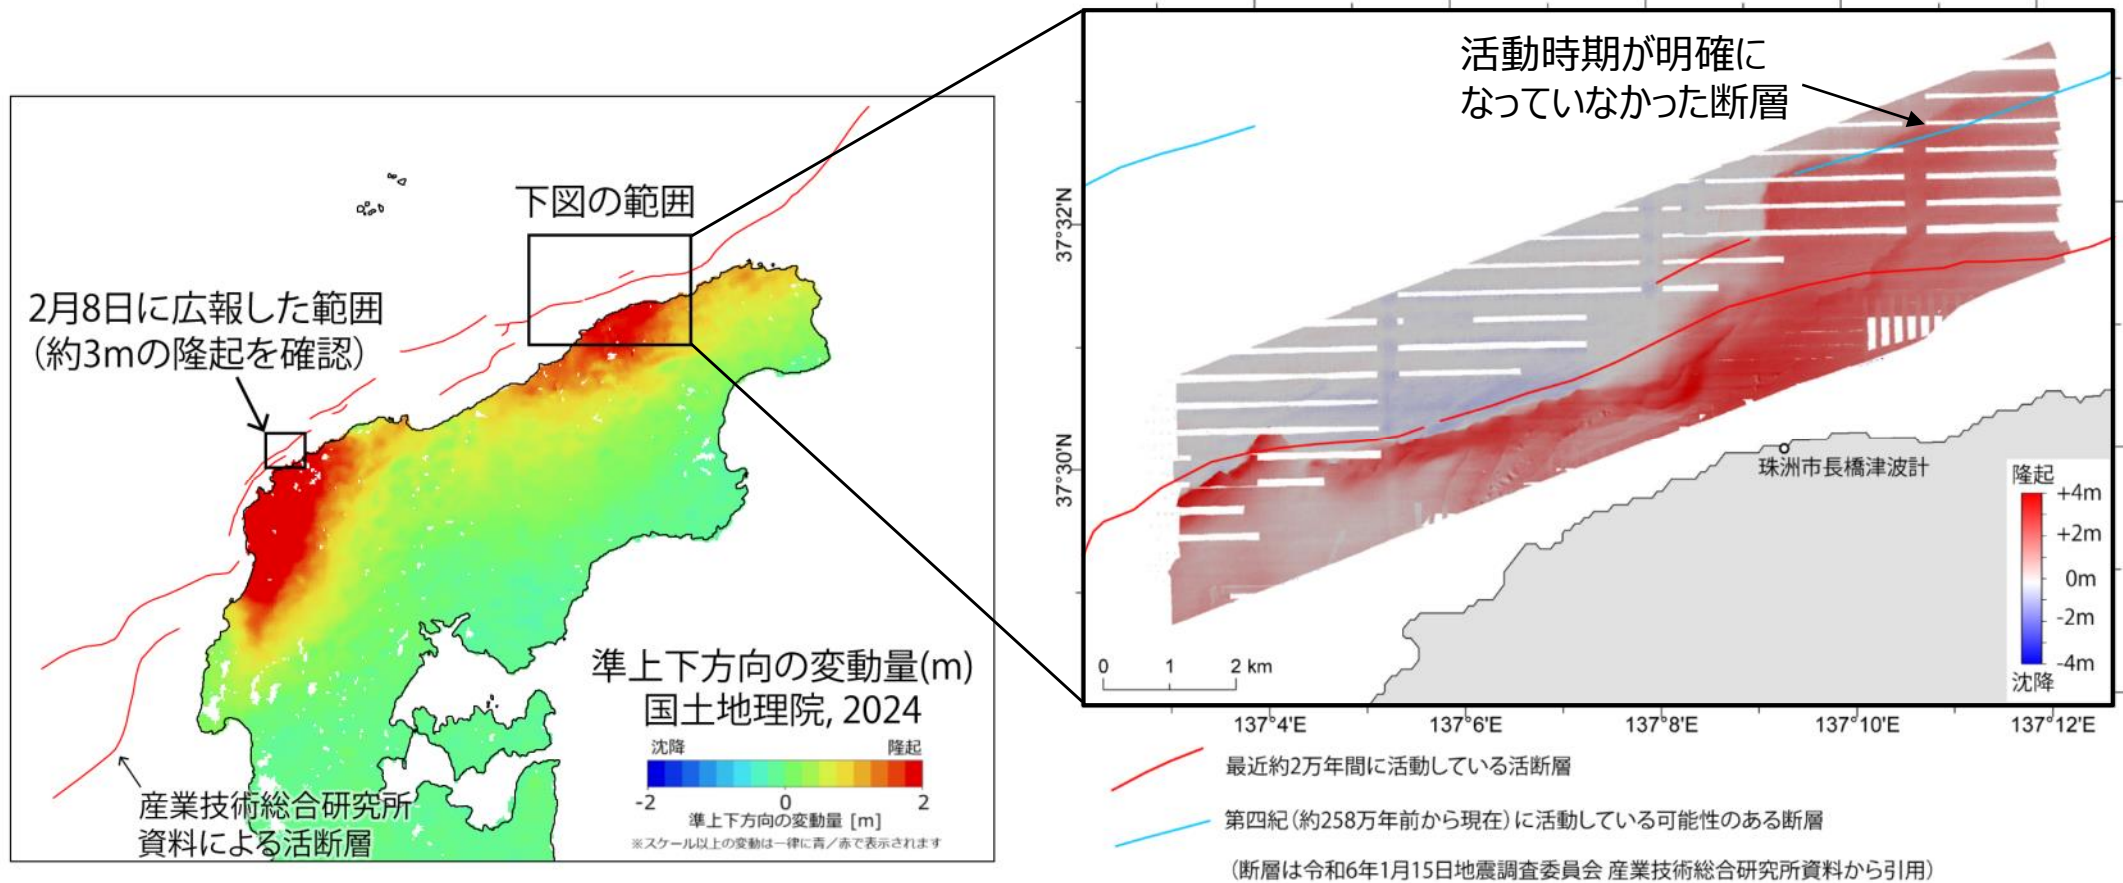 下図の範囲
2月8日に広報した範囲
（約3mの隆起を確認）
準上下方向の変動量(m)
国土地理院, 2024
沈降 隆起
-2 0 2
準上下方向の変動量 [m]
※スケール以上の変動は一律に青／赤で表示されます
産業技術総合研究所
資料による活断層
活動時期が明確に
なっていなかった断層
37°32'N
37°30'N
珠洲市長橋津波計
隆起
+4m
+2m
0m
-2m
-4m
沈降
0 1 2 km
137°4'E 137°6'E 137°8'E 137°10'E 137°12'E
最近約2万年間に活動している活断層
第四紀（約258万年前から現在）に活動している可能性のある断層
（断層は令和6年1月15日地震調査委員会 産業技術総合研究所資料から引用）